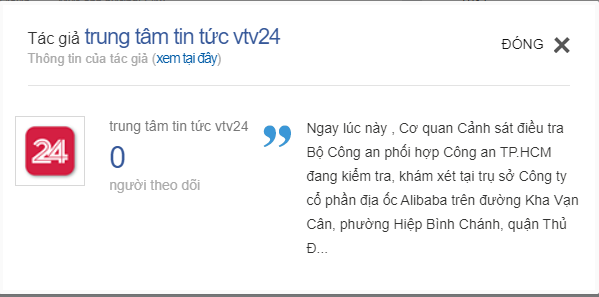 Tác giả trung tâm tin tức vtv24
ĐÓNG
Thông tin của tác giả (xem tại đây)
24
trung tâm tin tức vtv24
0
người theo dõi
Ngay lúc này , Cơ quan Cảnh sát điều tra
Bộ Công an phối hợp Công an TP.HCM
đang kiểm tra, khám xét tại trụ sở Công ty
cổ phần địa ốc Alibaba trên đường Kha Vạn
Cân, phường Hiệp Bình Chánh, quận Thủ
Đ...